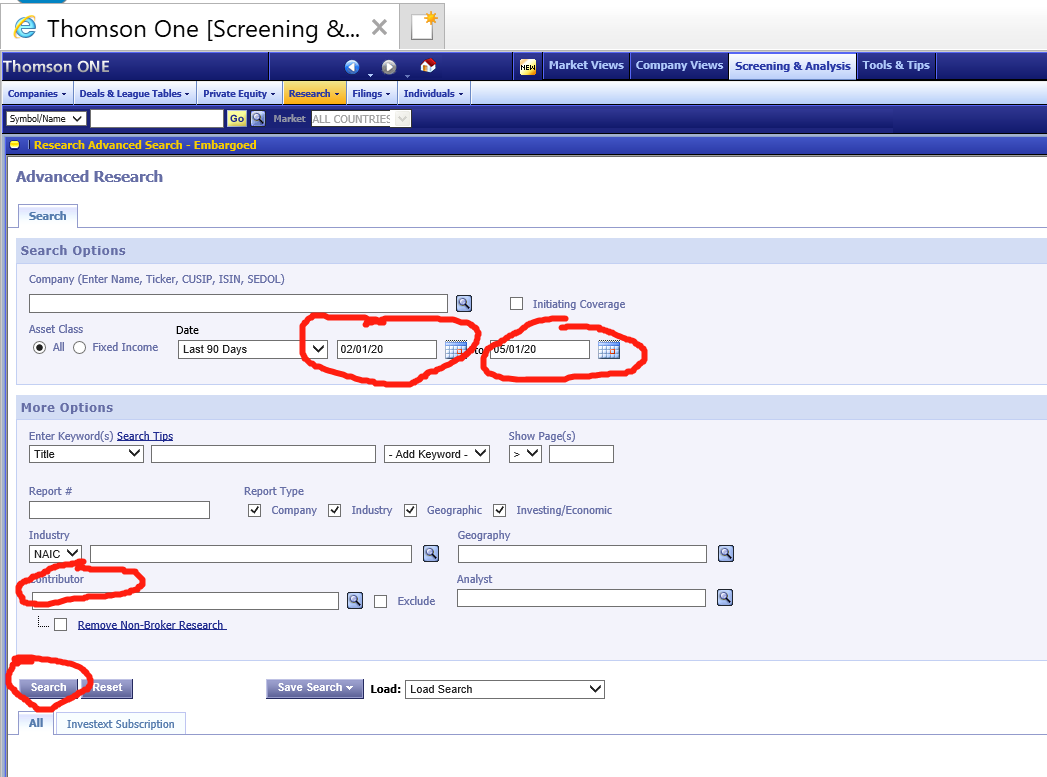 Thomson One [Screening &...
Thomson ONE NEW Market Views Company Views Screening & Analysis Tools & Tips
Companies Deals & League Tables Private Equity Research Filings Individuals
Symbol/Name Go Market ALL COUNTRIES
Research Advanced Search - Embargoed
Advanced Research
Search
Search Options
Company (Enter Name, Ticker, CUSIP, ISIN, SEDOL)
Initiating Coverage
Asset Class Date
All Fixed Income Last 90 Days 02/01/20 to 05/01/20
More Options
Enter Keyword(s) Search Tips Show Page(s)
Title - Add Keyword - >
Report # Report Type
Company Industry Geographic Investing/Economic
Industry Geography
NAIC
Contributor Analyst
Exclude
Remove Non-Broker Research
Search Reset Save Search Load: Load Search
All Investext Subscription